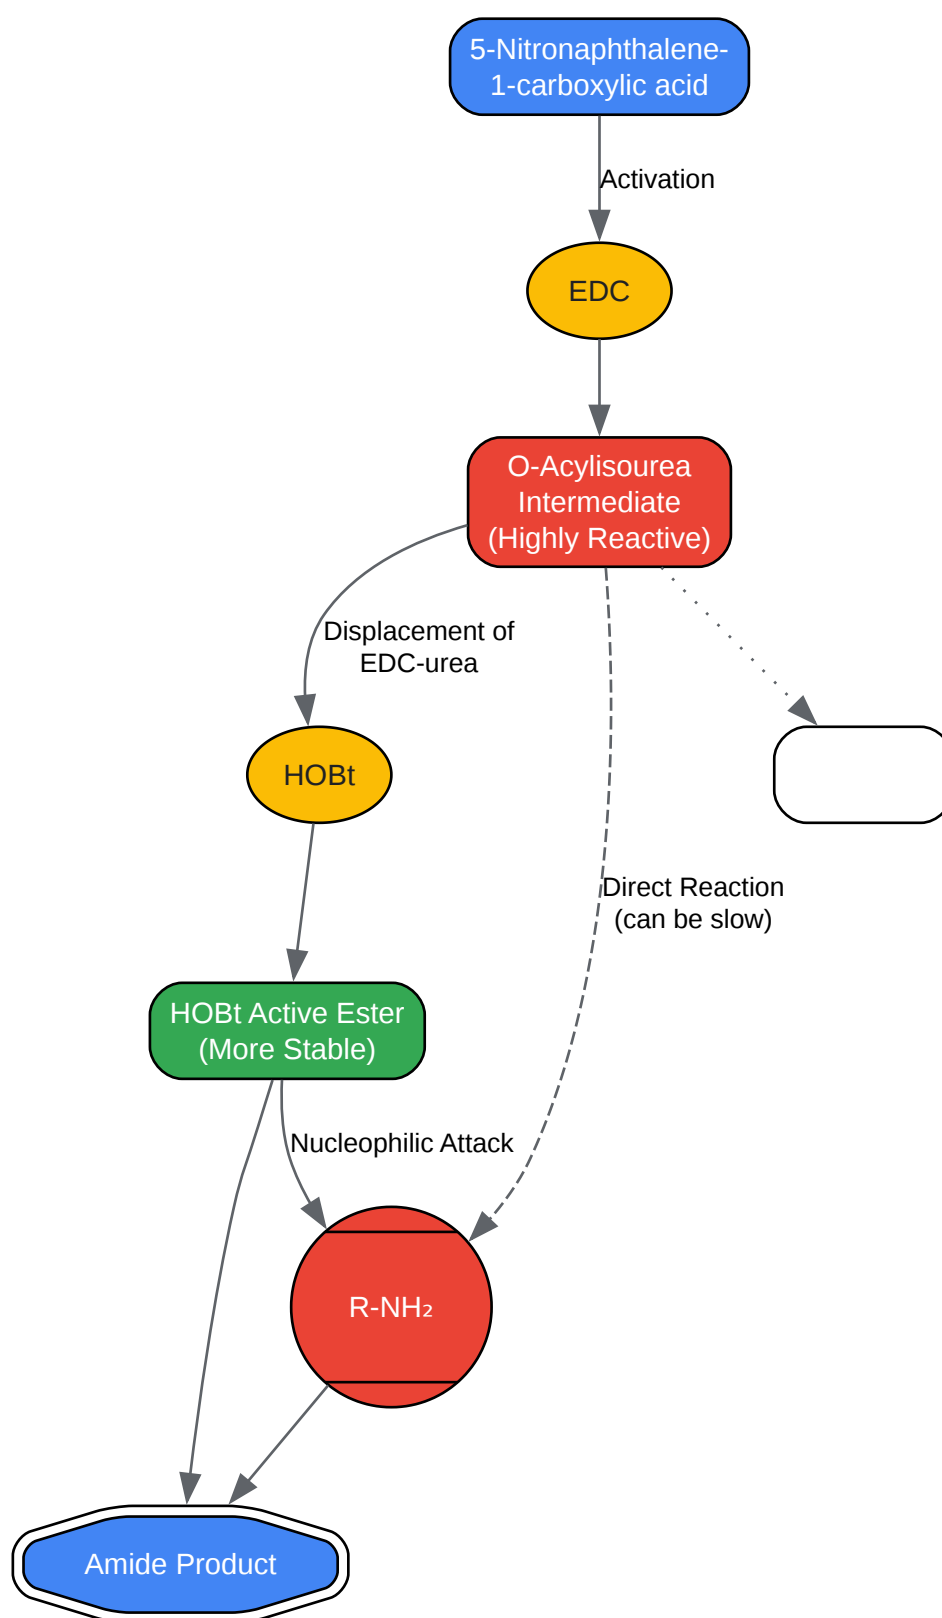 5-Nitronaphthalene-
1-carboxylic acid
Activation
EDC
O-Acylisourea
Intermediate
(Highly Reactive)
Displacement of
EDC-urea
HOBt
Direct Reaction
(can be slow)
HOBt Active Ester
(More Stable)
Nucleophilic Attack
R-NH₂
Amide Product